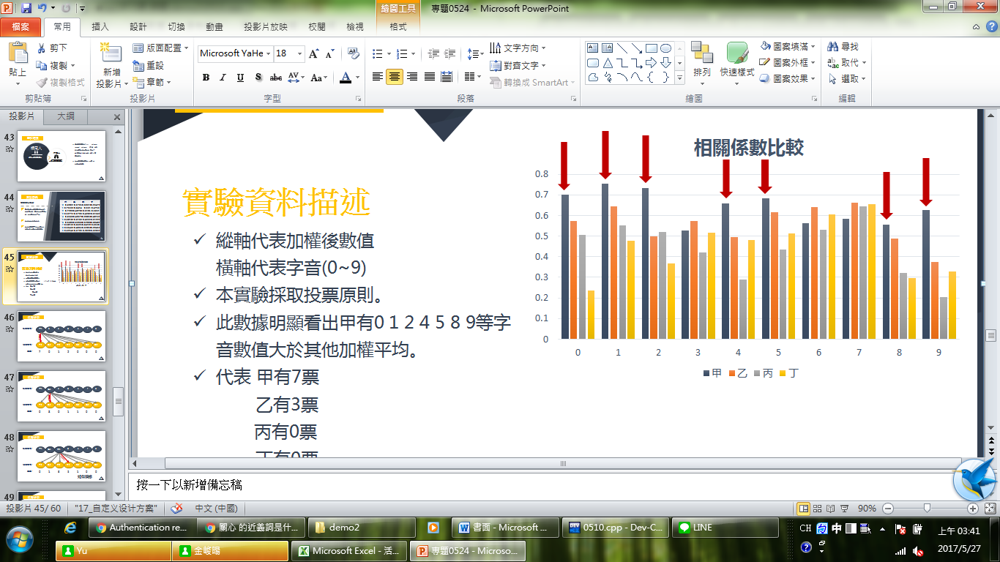 繪圖工具
專題0524 - Microsoft PowerPoint
檔案 常用 插入 設計 切換 動畫 投影片放映 校閱 檢視 格式
貼上
剪下
複製
複製格式
剪貼簿
新增
投影片
版面配置
重設
章節
投影片
Microsoft YaHe 18
B I U S abc AV Aa A
字型
文字方向
對齊文字
轉換成 SmartArt
段落
排列
快速樣式
圖案填滿
圖案外框
圖案效果
繪圖
尋找
取代
選取
編輯
投影片 大綱
43
44
45
46
47
48
49
實驗資料描述
縱軸代表加權後數值
橫軸代表字音(0~9)
本實驗採取投票原則。
此數據明顯看出甲有0 1 2 4 5 8 9等字
音數值大於其他加權平均。
代表 甲有7票
乙有3票
丙有0票
丁有0票
相關係數比較
0.8
0.7
0.6
0.5
0.4
0.3
0.2
0.1
0
0 1 2 3 4 5 6 7 8 9
甲 乙 丙 丁
按一下以新增備忘稿
投影片 45/ 60 "17_自定义设计方案" 中文 (中國) 90%
Authentication re...
關心 的近義詞是什...
demo2
書面 - Microsoft ...
0510.cpp - Dev-C...
LINE
CH 中
上午 03:41
Yu
金峻暘
Microsoft Excel - 活...
專題0524 - Microso...
2017/5/27